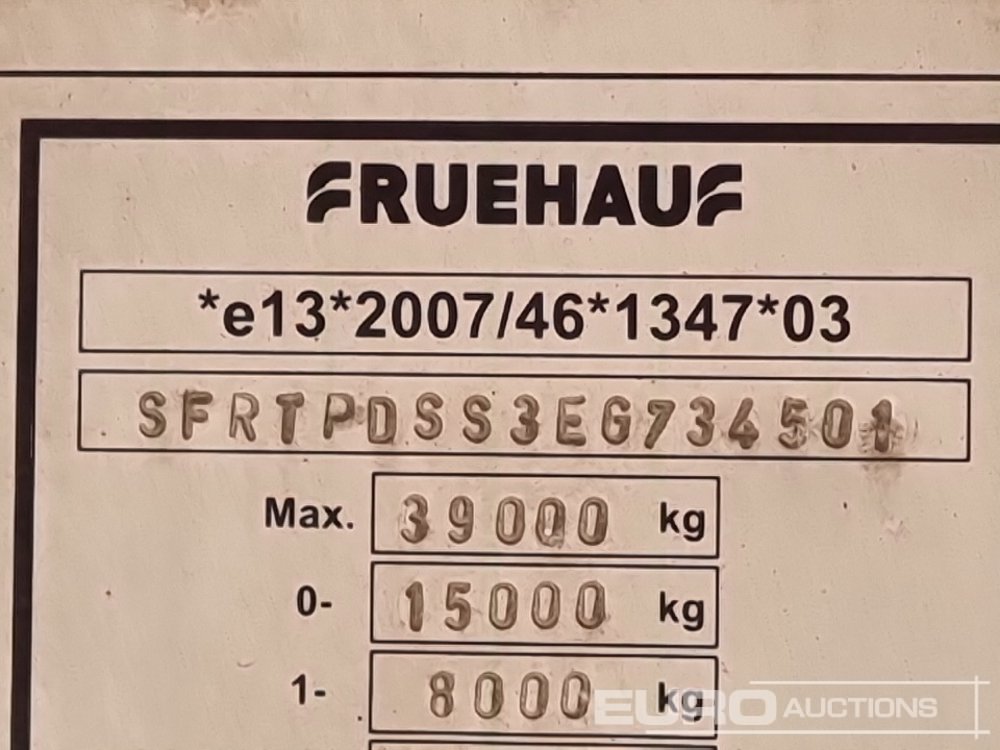 FRUEHAUF
*e13*2007/46*1347*03
SFRTPDSS3EG734501
Max. 39000 kg
0- 15000 kg
1- 8000 kg
EURO AUCTIONS